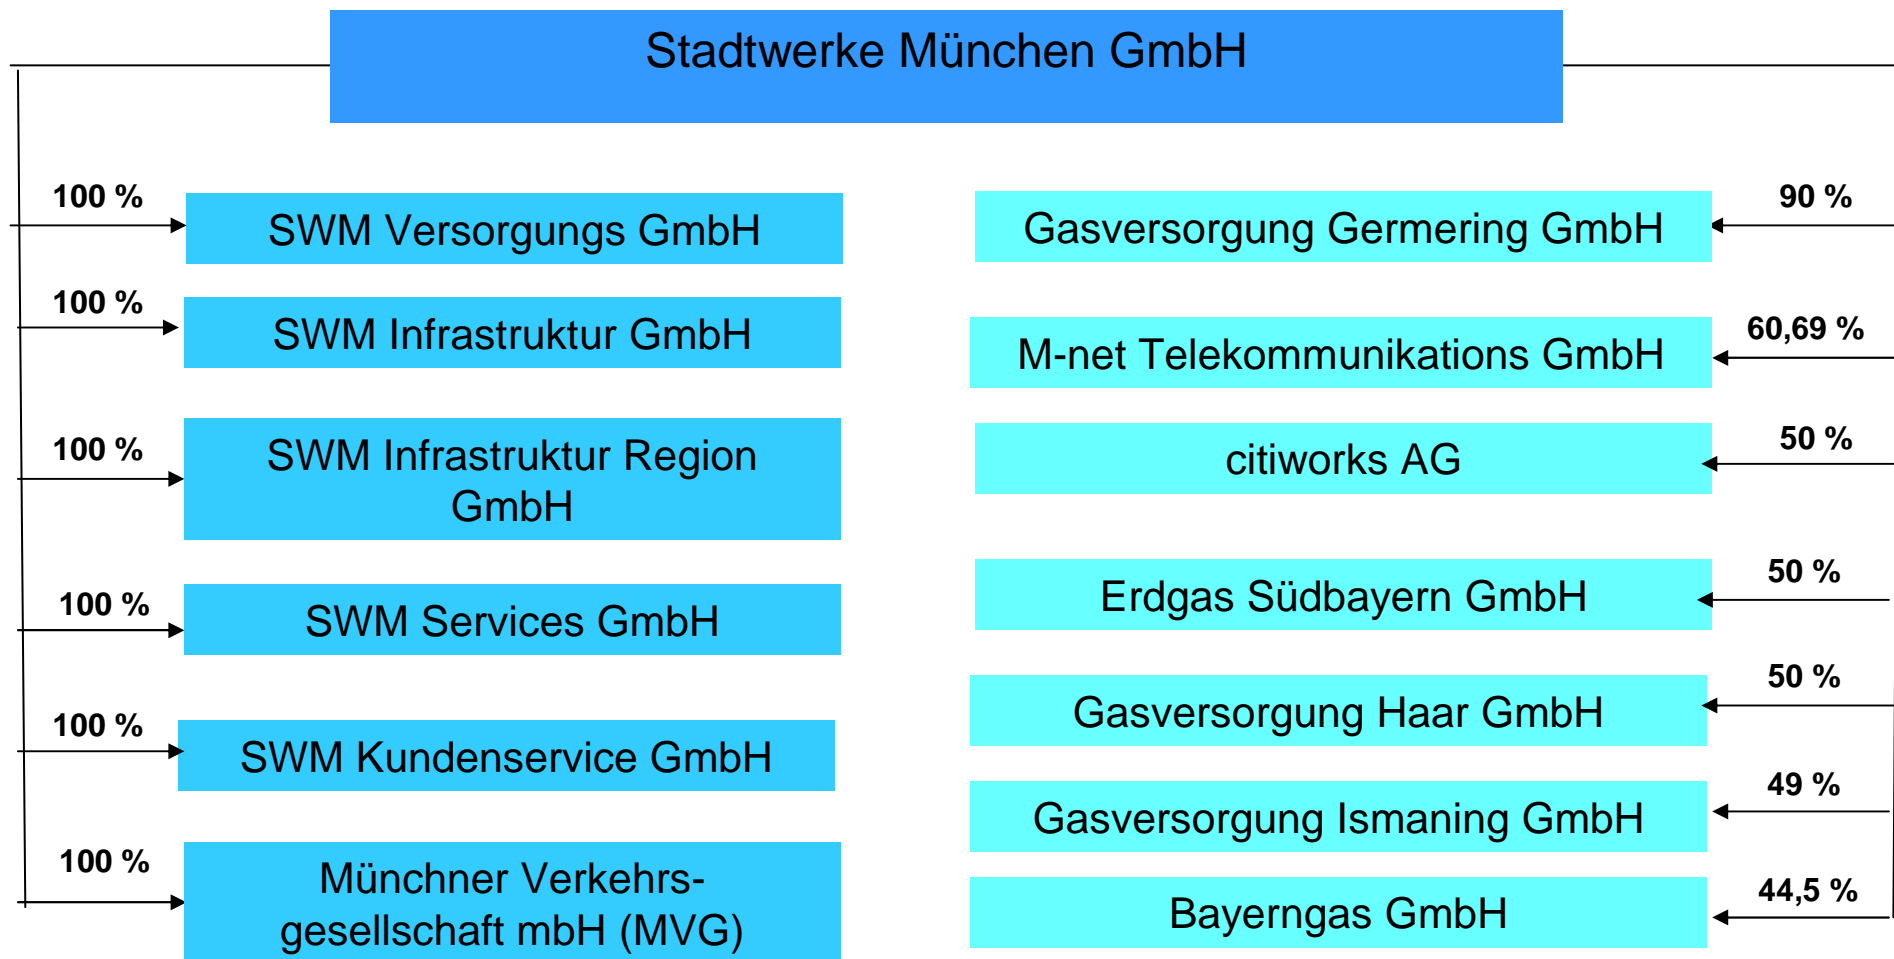 Stadtwerke München GmbH
100 %
SWM Versorgungs GmbH
100 %
SWM Infrastruktur GmbH
100 %
SWM Infrastruktur Region
GmbH
100 %
SWM Services GmbH
100 %
SWM Kundenservice GmbH
100 %
Münchner Verkehrs-
gesellschaft mbH (MVG)
Gasversorgung Germering GmbH
90 %
M-net Telekommunikations GmbH
60,69 %
citiworks AG
50 %
Erdgas Südbayern GmbH
50 %
Gasversorgung Haar GmbH
50 %
Gasversorgung Ismaning GmbH
49 %
Bayerngas GmbH
44,5 %